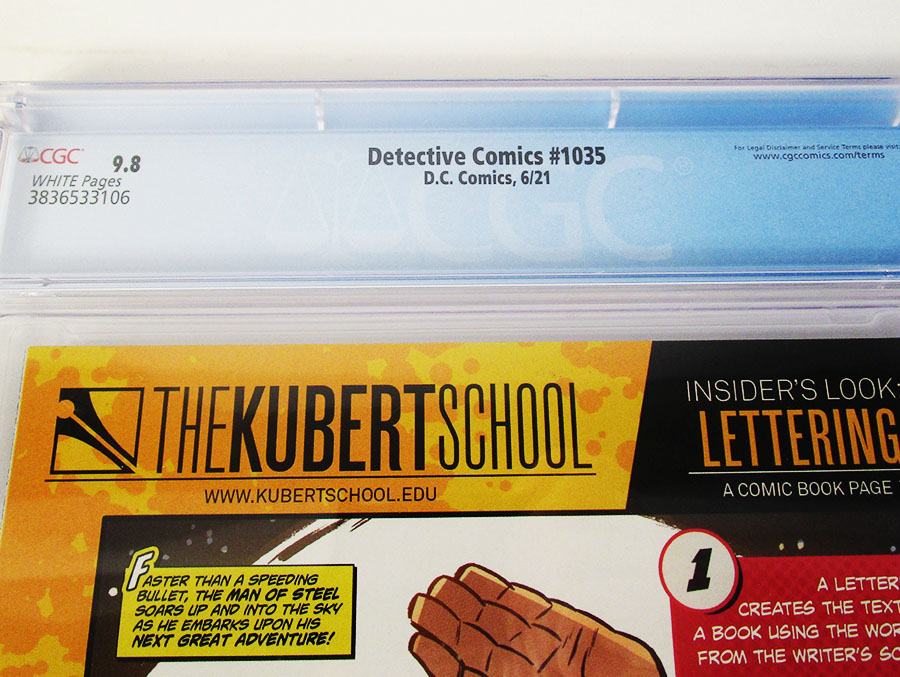 CGC
9.8
WHITE Pages
3836533106
Detective Comics #1035
D.C. Comics, 6/21
For Legal Disclaimer and Service Terms please visit
www.cgccomics.com/terms
CGC
THEKUBERTSCHOOL
WWW.KUBERTSCHOOL.EDU
INSIDER'S LOOK
LETTERING
A COMIC BOOK PAGE
FASTER THAN A SPEEDING
BULLET, THE MAN OF STEEL
SOARS UP AND INTO THE SKY
AS HE EMBARKS UPON HIS
NEXT GREAT ADVENTURE!
1
A LETTER
CREATES THE TEXT
A BOOK USING THE
FROM THE WRITER'S